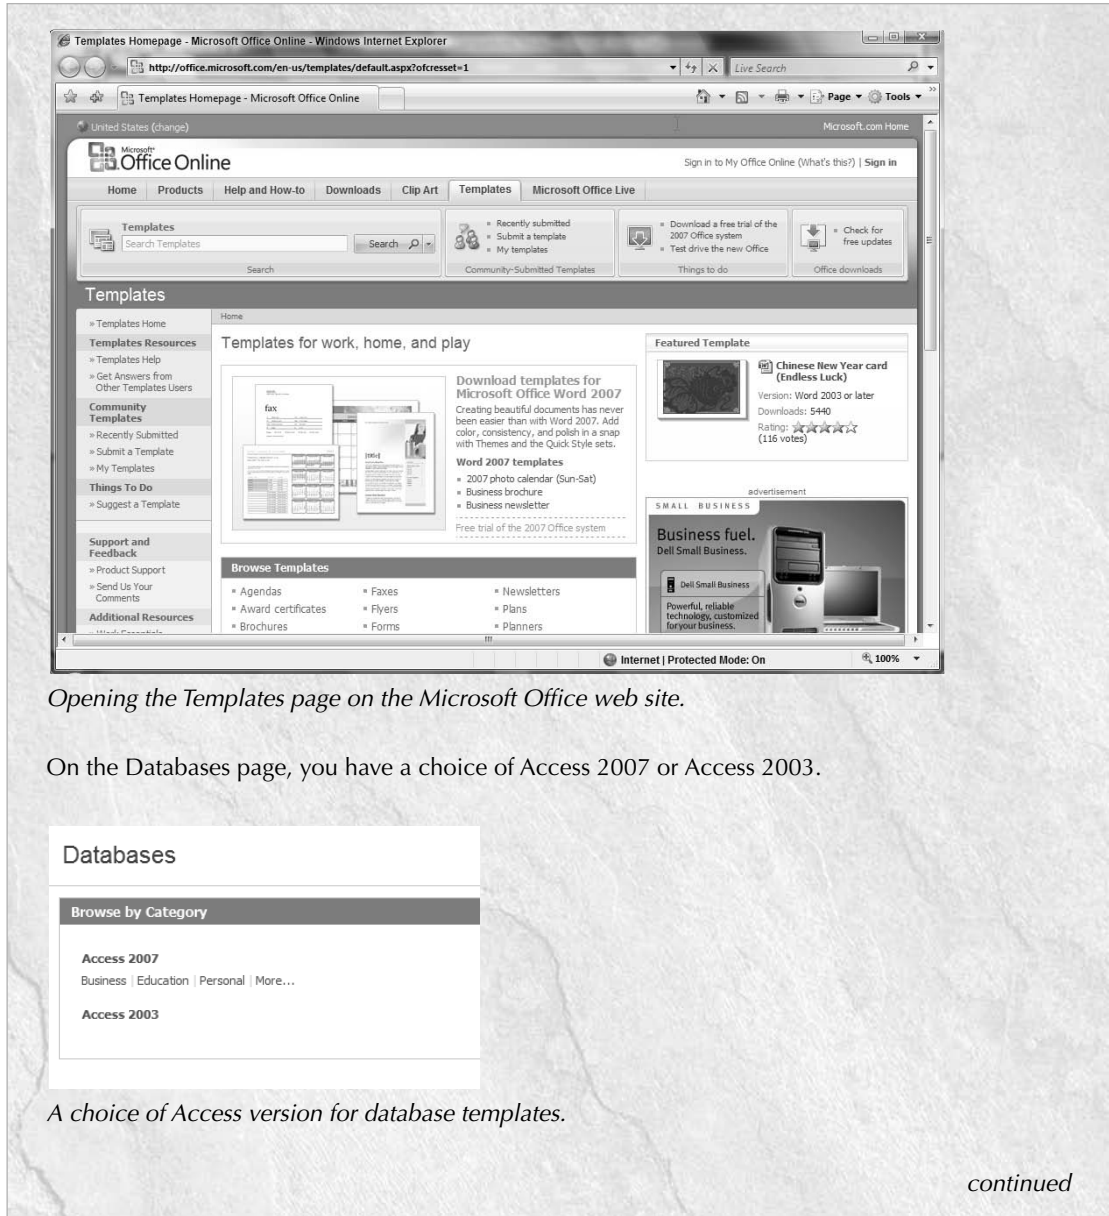 Templates Homepage - Microsoft Office Online - Windows Internet Explorer
http://office.microsoft.com/en-us/templates/default.aspx?ofcresset=1
Live Search
Templates Homepage - Microsoft Office Online
Page
Tools
United States (change)
Microsoft.com Home
Microsoft®
Office Online
Sign in to My Office Online (What's this?) | Sign in
Home Products Help and How-to Downloads Clip Art Templates Microsoft Office Live
Templates
Search Templates
Search
Search
Recently submitted
Submit a template
My templates
Community-Submitted Templates
Download a free trial of the
2007 Office system
Test drive the new Office
Things to do
Check for
free updates
Office downloads
Templates
» Templates Home
Templates Resources
» Templates Help
» Get Answers from
Other Templates Users
Community
Templates
» Recently Submitted
» Submit a Template
» My Templates
Things To Do
» Suggest a Template
Support and
Feedback
» Product Support
» Send Us Your
Comments
Additional Resources
Home
Templates for work, home, and play
fax
[title]
Download templates for
Microsoft Office Word 2007
Creating beautiful documents has never
been easier than with Word 2007. Add
color, consistency, and polish in a snap
with Themes and the Quick Style sets.
Word 2007 templates
2007 photo calendar (Sun-Sat)
Business brochure
Business newsletter
Free trial of the 2007 Office system
Browse Templates
Agendas
Award certificates
Brochures
Faxes
Flyers
Forms
Newsletters
Plans
Planners
Featured Template
Chinese New Year card
(Endless Luck)
Version: Word 2003 or later
Downloads: 5440
Rating:
(116 votes)
advertisement
SMALL BUSINESS
Business fuel.
Dell Small Business.
Dell Small Business
Powerful, reliable
technology, customized
for your business.
Internet | Protected Mode: On
100%
Opening the Templates page on the Microsoft Office web site.
On the Databases page, you have a choice of Access 2007 or Access 2003.
Databases
Browse by Category
Access 2007
Business | Education | Personal | More...
Access 2003
A choice of Access version for database templates.
continued